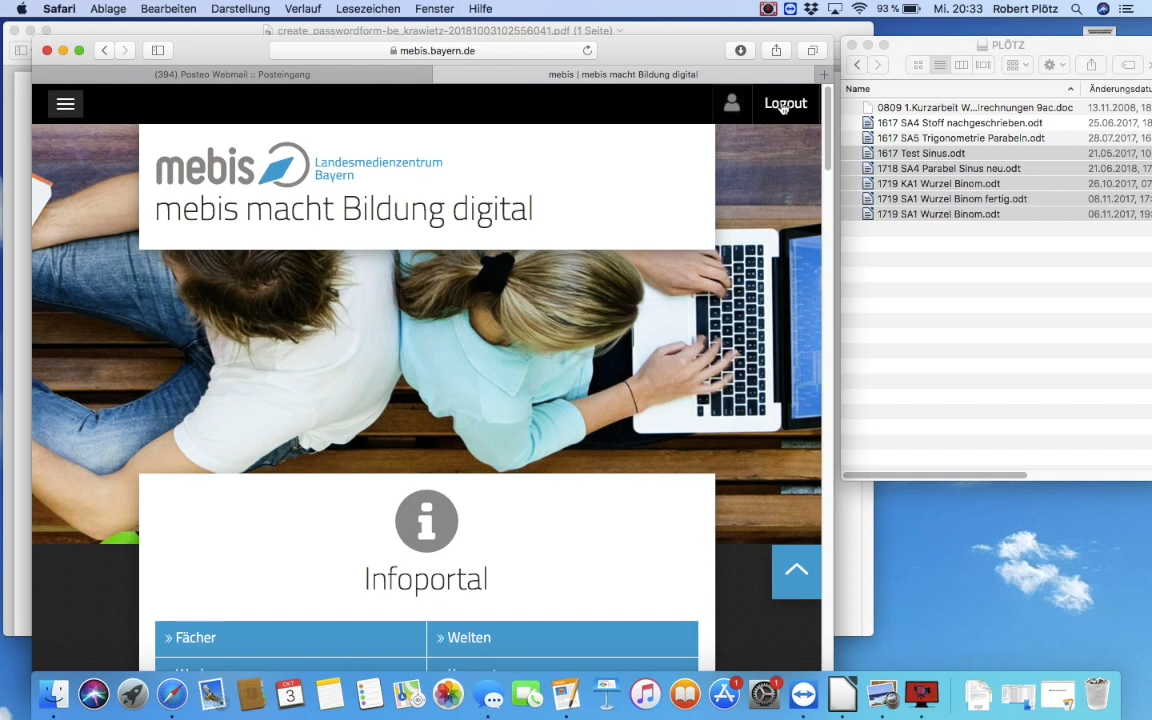 Safari Ablage Bearbeiten Darstellung Verlauf Lesezeichen Fenster Hilfe 93 % Mi. 20:33 Robert Plötz
create_passwordform-be_krawietz-20181003102556041.pdf (1 Seite)
mebis.bayern.de
(394) Posteo Webmail :: Posteingang
mebis | mebis macht Bildung digital
Logout
mebis Landesmedienzentrum
Bayern
mebis macht Bildung digital
Infoportal
» Fächer
» Welten
PLÖTZ
Name Änderungsdatu
0809 1.Kurzarbeit W...lrechnungen 9ac.doc 13.11.2008, 18
1617 SA4 Stoff nachgeschrieben.odt 25.06.2017, 18
1617 SA5 Trigonometrie Parabeln.odt 28.07.2017, 16
1617 Test Sinus.odt 21.05.2017, 10
1718 SA4 Parabel Sinus neu.odt 21.06.2018, 17
1719 KA1 Wurzel Binom.odt 26.10.2017, 07
1719 SA1 Wurzel Binom fertig.odt 08.11.2017, 17
1719 SA1 Wurzel Binom.odt 06.11.2017, 19
OKT
3
1
1